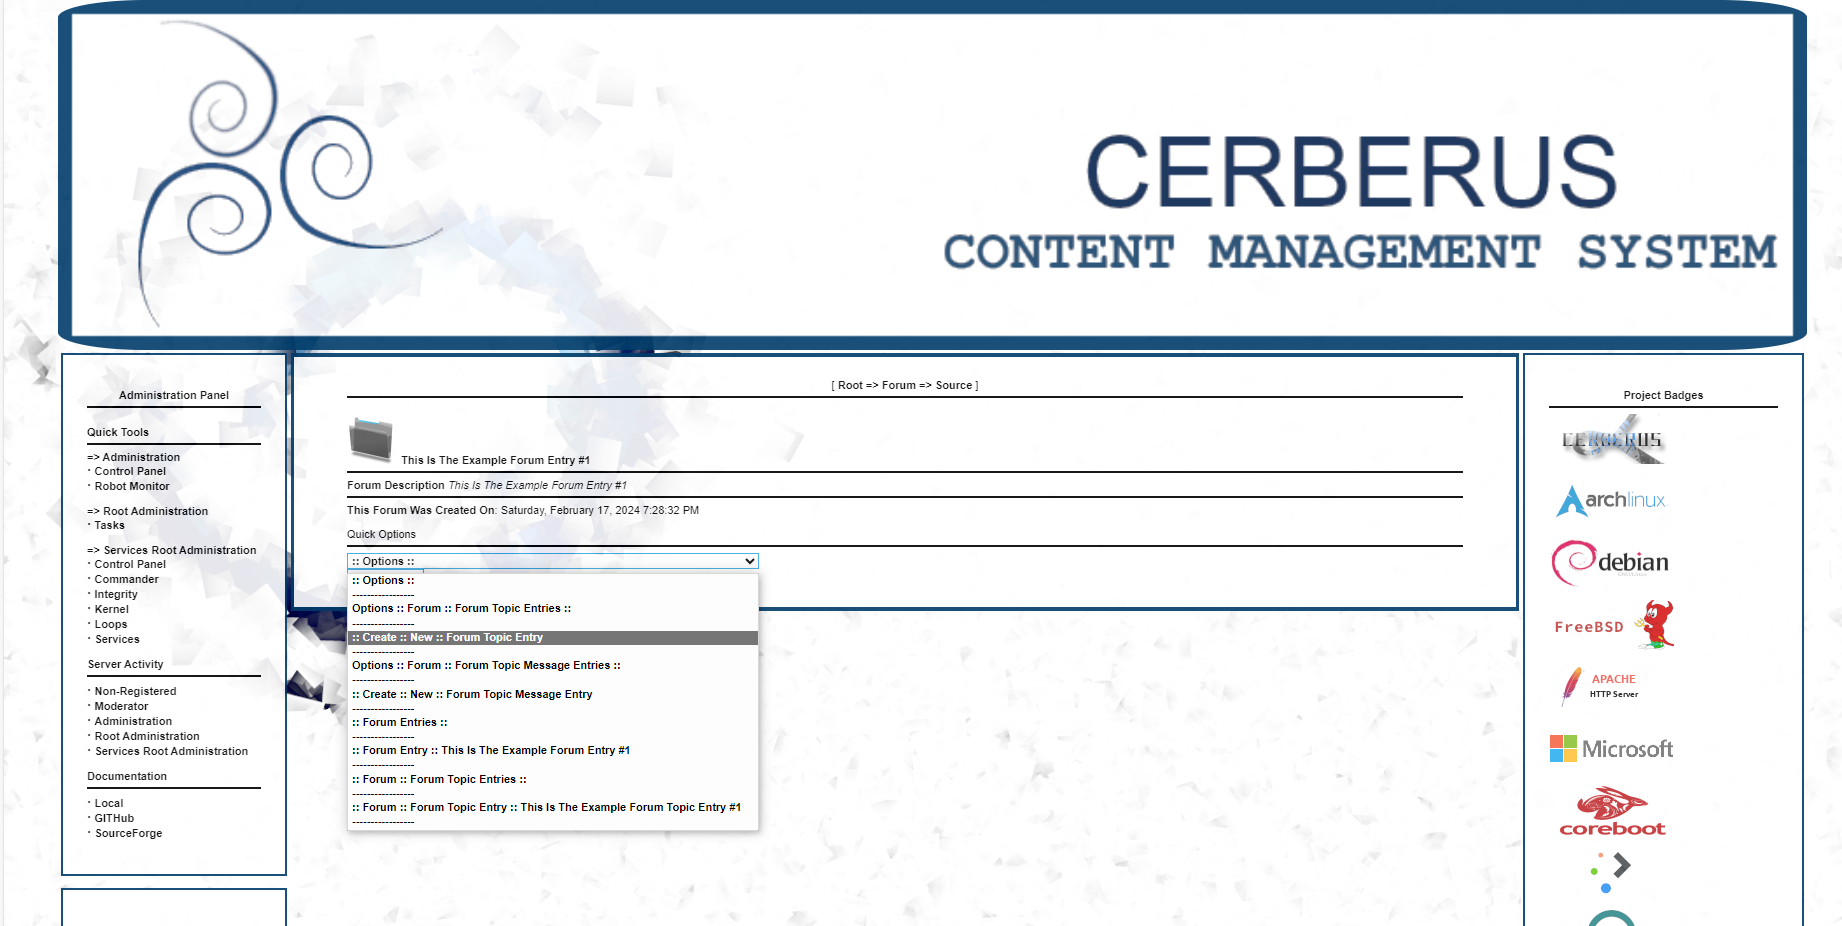 CERBERUS
CONTENT MANAGEMENT SYSTEM
Administration Panel
Quick Tools
=> Administration
· Control Panel
· Robot Monitor
=> Root Administration
· Tasks
=> Services Root Administration
· Control Panel
· Commander
· Integrity
· Kernel
· Loops
· Services
Server Activity
· Non-Registered
· Moderator
· Administration
· Root Administration
· Services Root Administration
Documentation
· Local
· GITHub
· SourceForge
[ Root => Forum => Source ]
This Is The Example Forum Entry #1
Forum Description This Is The Example Forum Entry #1
This Forum Was Created On: Saturday, February 17, 2024 7:28:32 PM
Quick Options
:: Options ::
:: Options ::
-----------------
Options :: Forum :: Forum Topic Entries ::
-----------------
:: Create :: New :: Forum Topic Entry
-----------------
Options :: Forum :: Forum Topic Message Entries ::
-----------------
:: Create :: New :: Forum Topic Message Entry
-----------------
:: Forum Entries ::
-----------------
:: Forum Entry :: This Is The Example Forum Entry #1
-----------------
:: Forum :: Forum Topic Entries ::
-----------------
:: Forum :: Forum Topic Entry :: This Is The Example Forum Topic Entry #1
-----------------
Project Badges
CERBERUS
archlinux
debian
FreeBSD
APACHE
HTTP Server
Microsoft
coreboot